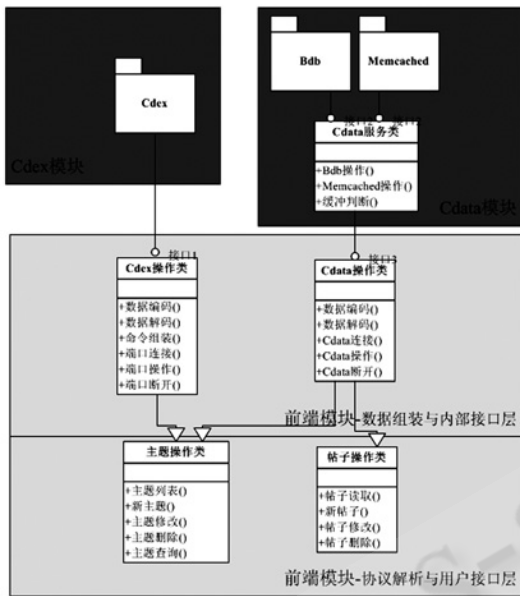 Cdex
Bdb
Memcached
接口2
Cdata服务类
+Bdb操作()
+Memcached操作()
+缓冲判断()
Cdex模块
Cdata模块
接口1
接口3
Cdex操作类
+数据编码()
+数据解码()
+命令组装()
+端口连接()
+端口操作()
+端口断开()
Cdata操作类
+数据编码()
+数据解码()
+Cdata连接()
+Cdata操作()
+Cdata断开()
前端模块-数据组装与内部接口层
主题操作类
+主题列表()
+新主题()
+主题修改()
+主题删除()
+主题查询()
帖子操作类
+帖子读取()
+新帖子()
+帖子修改()
+帖子删除()
前端模块-协议解析与用户接口层